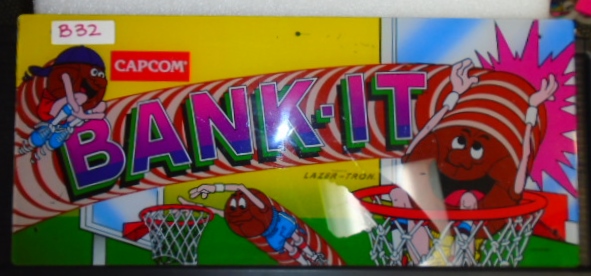 B32
CAPCOM®
BANK-IT
LAZER-TRON